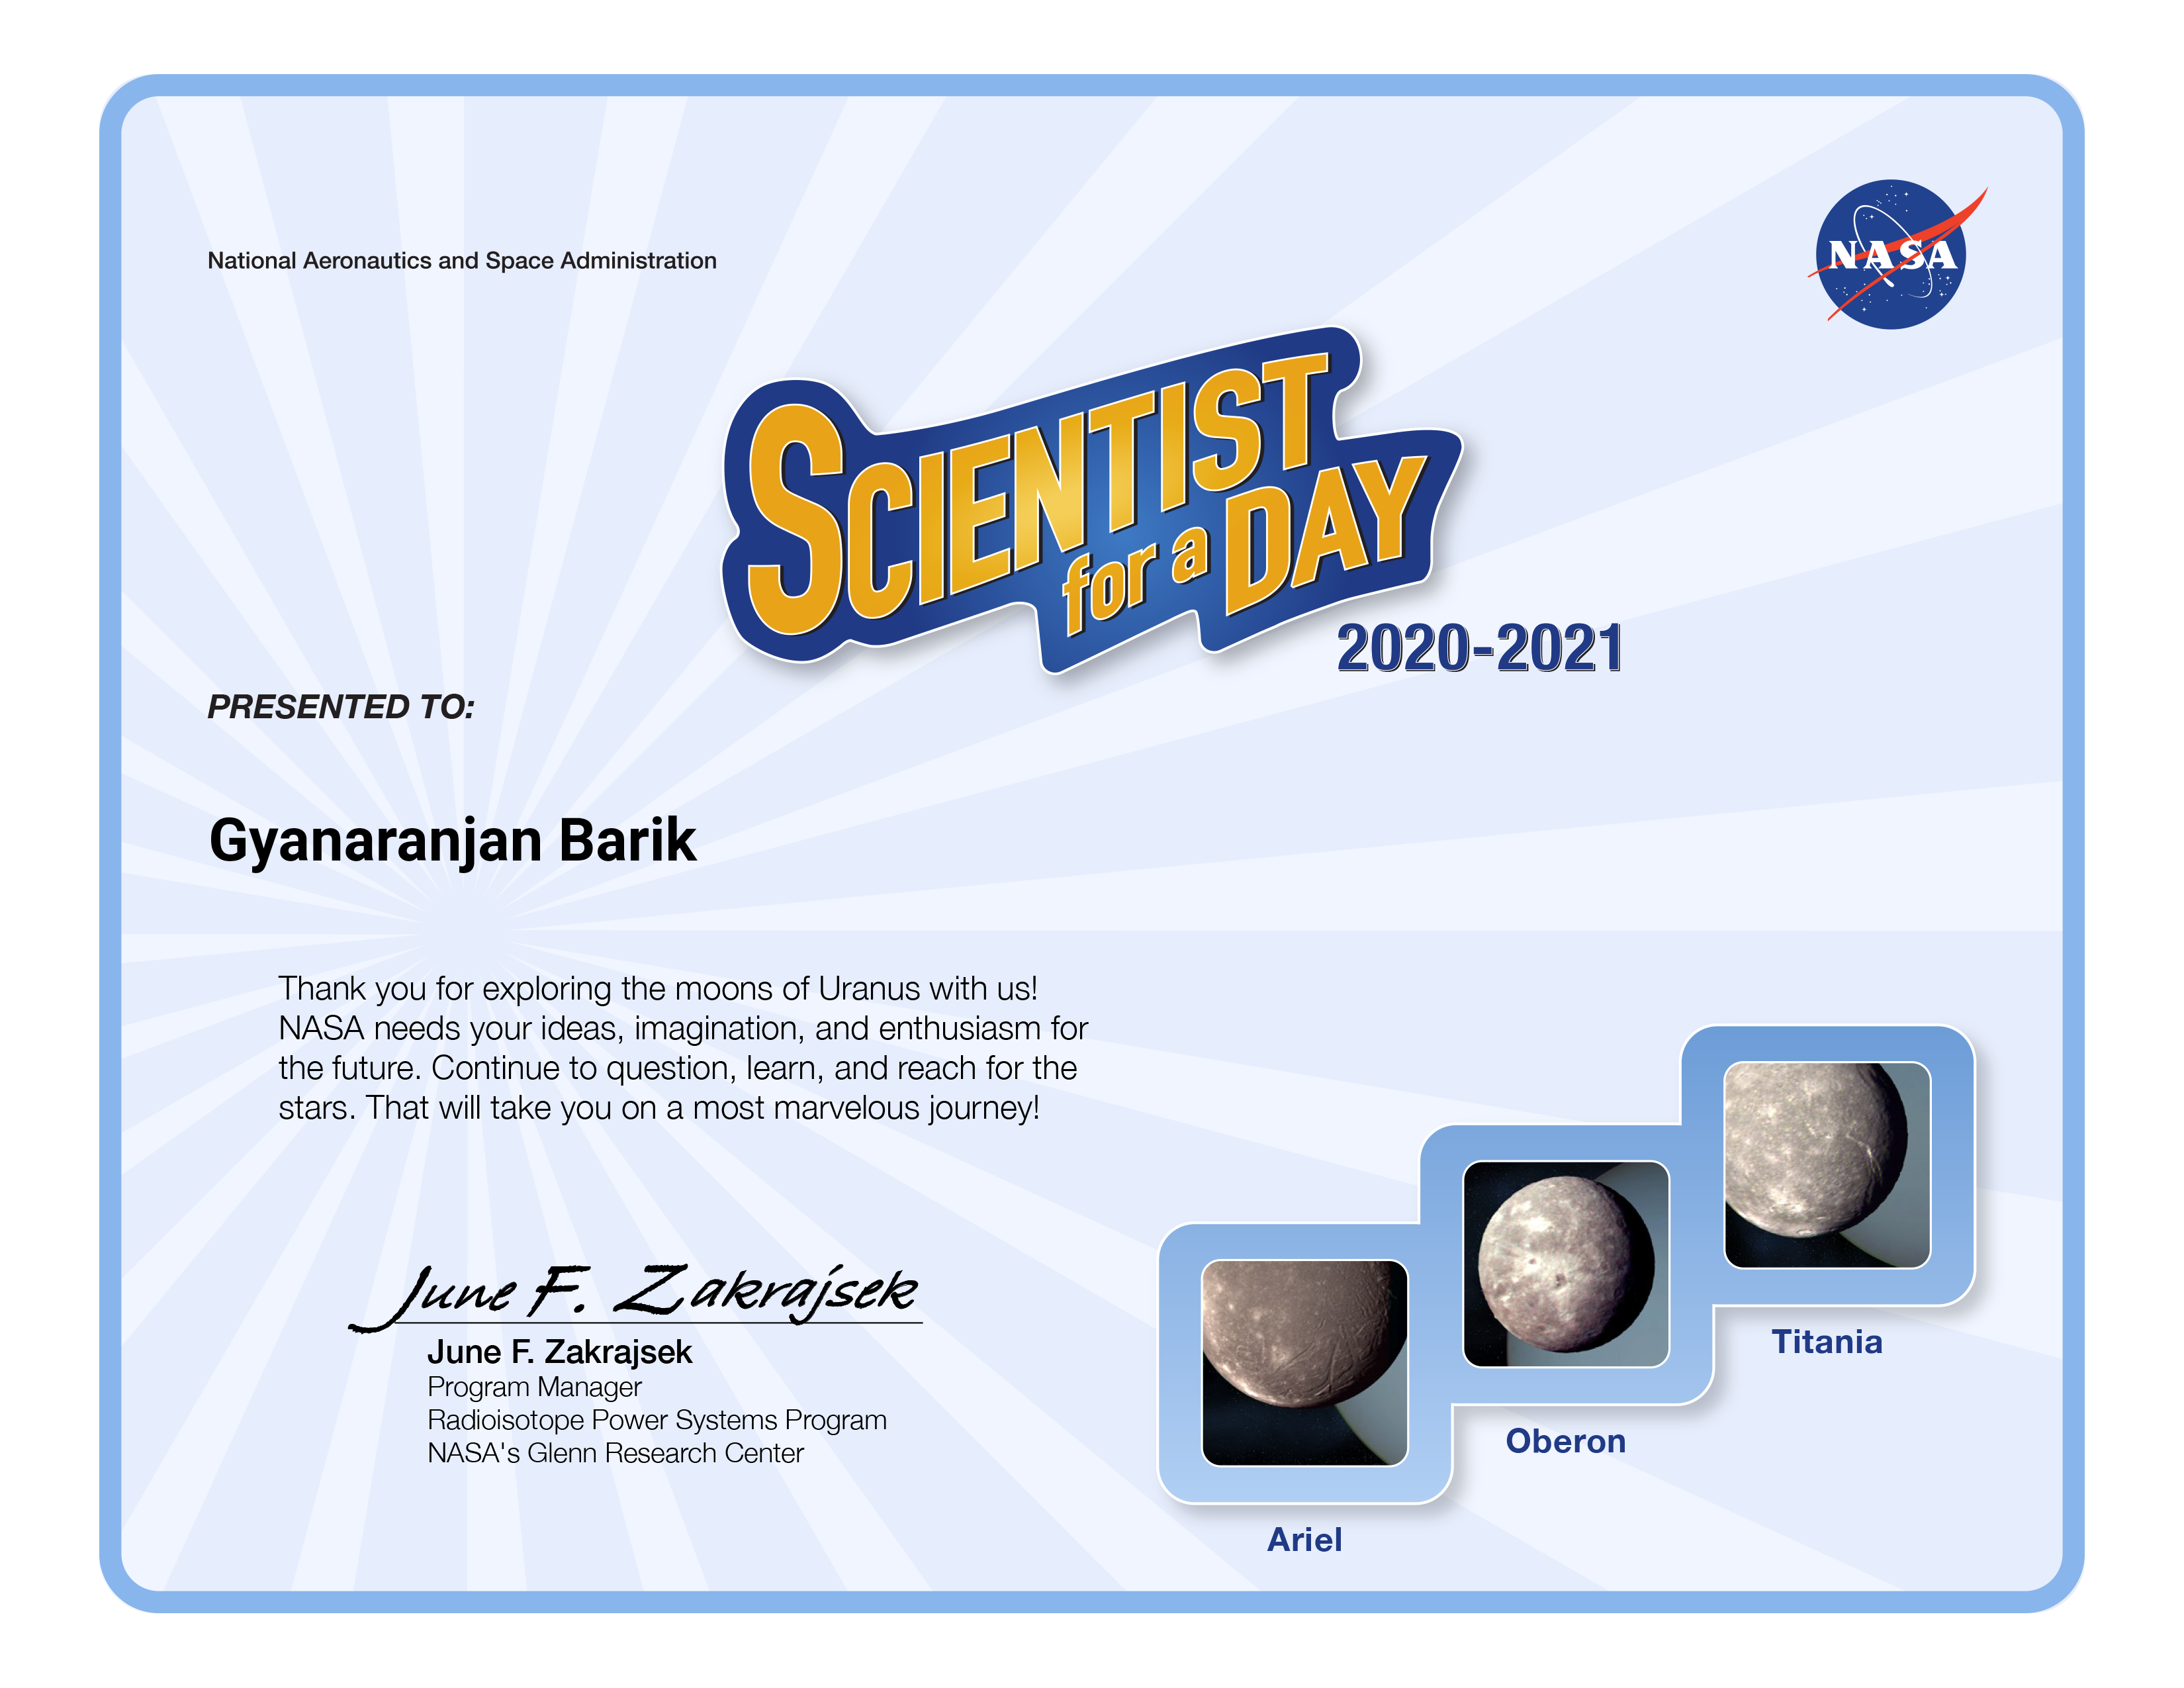 National Aeronautics and Space Administration
NASA
SCIENTIST
for a DAY
2020-2021
PRESENTED TO:
Gyanaranjan Barik
Thank you for exploring the moons of Uranus with us!
NASA needs your ideas, imagination, and enthusiasm for
the future. Continue to question, learn, and reach for the
stars. That will take you on a most marvelous journey!
June F. Zakrajsek
June F. Zakrajsek
Program Manager
Radioisotope Power Systems Program
NASA's Glenn Research Center
Titania
Oberon
Ariel